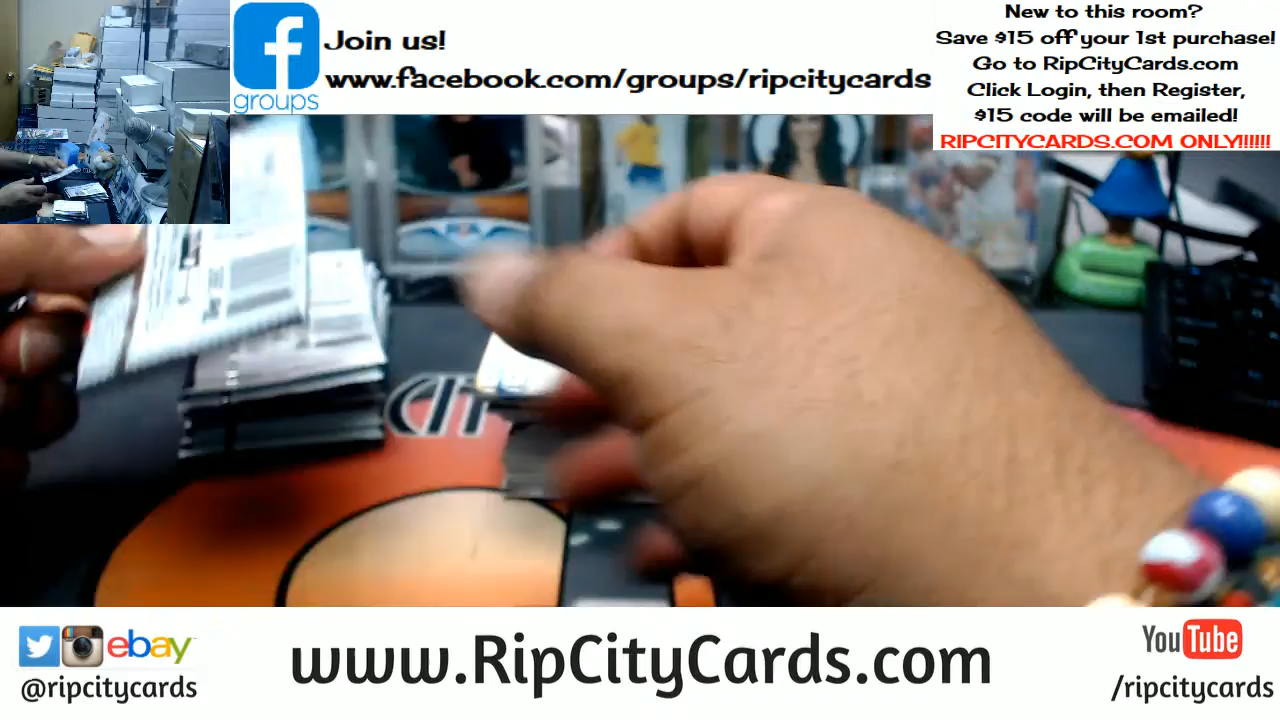 Join us!
www.facebook.com/groups/ripcitycards
groups
New to this room?
Save $15 off your 1st purchase!
Go to RipCityCards.com
Click Login, then Register,
$15 code will be emailed!
RIPCITYCARDS.COM ONLY!!!!!!
ebay
@ripcitycards
www.RipCityCards.com
YouTube
/ripcitycards